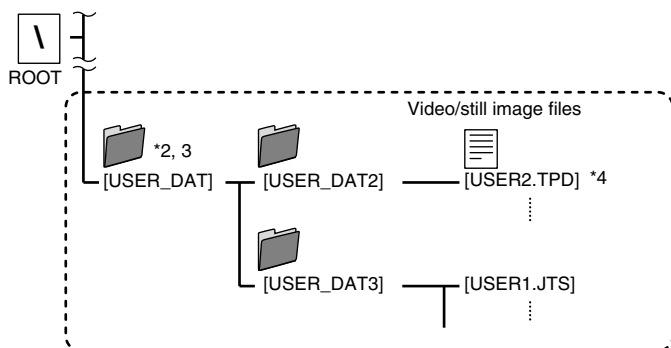 \
ROOT
Video/still image files
*2, 3
[USER_DAT] [USER_DAT2] [USER2.TPD] *4
[USER_DAT3] [USER1.JTS]